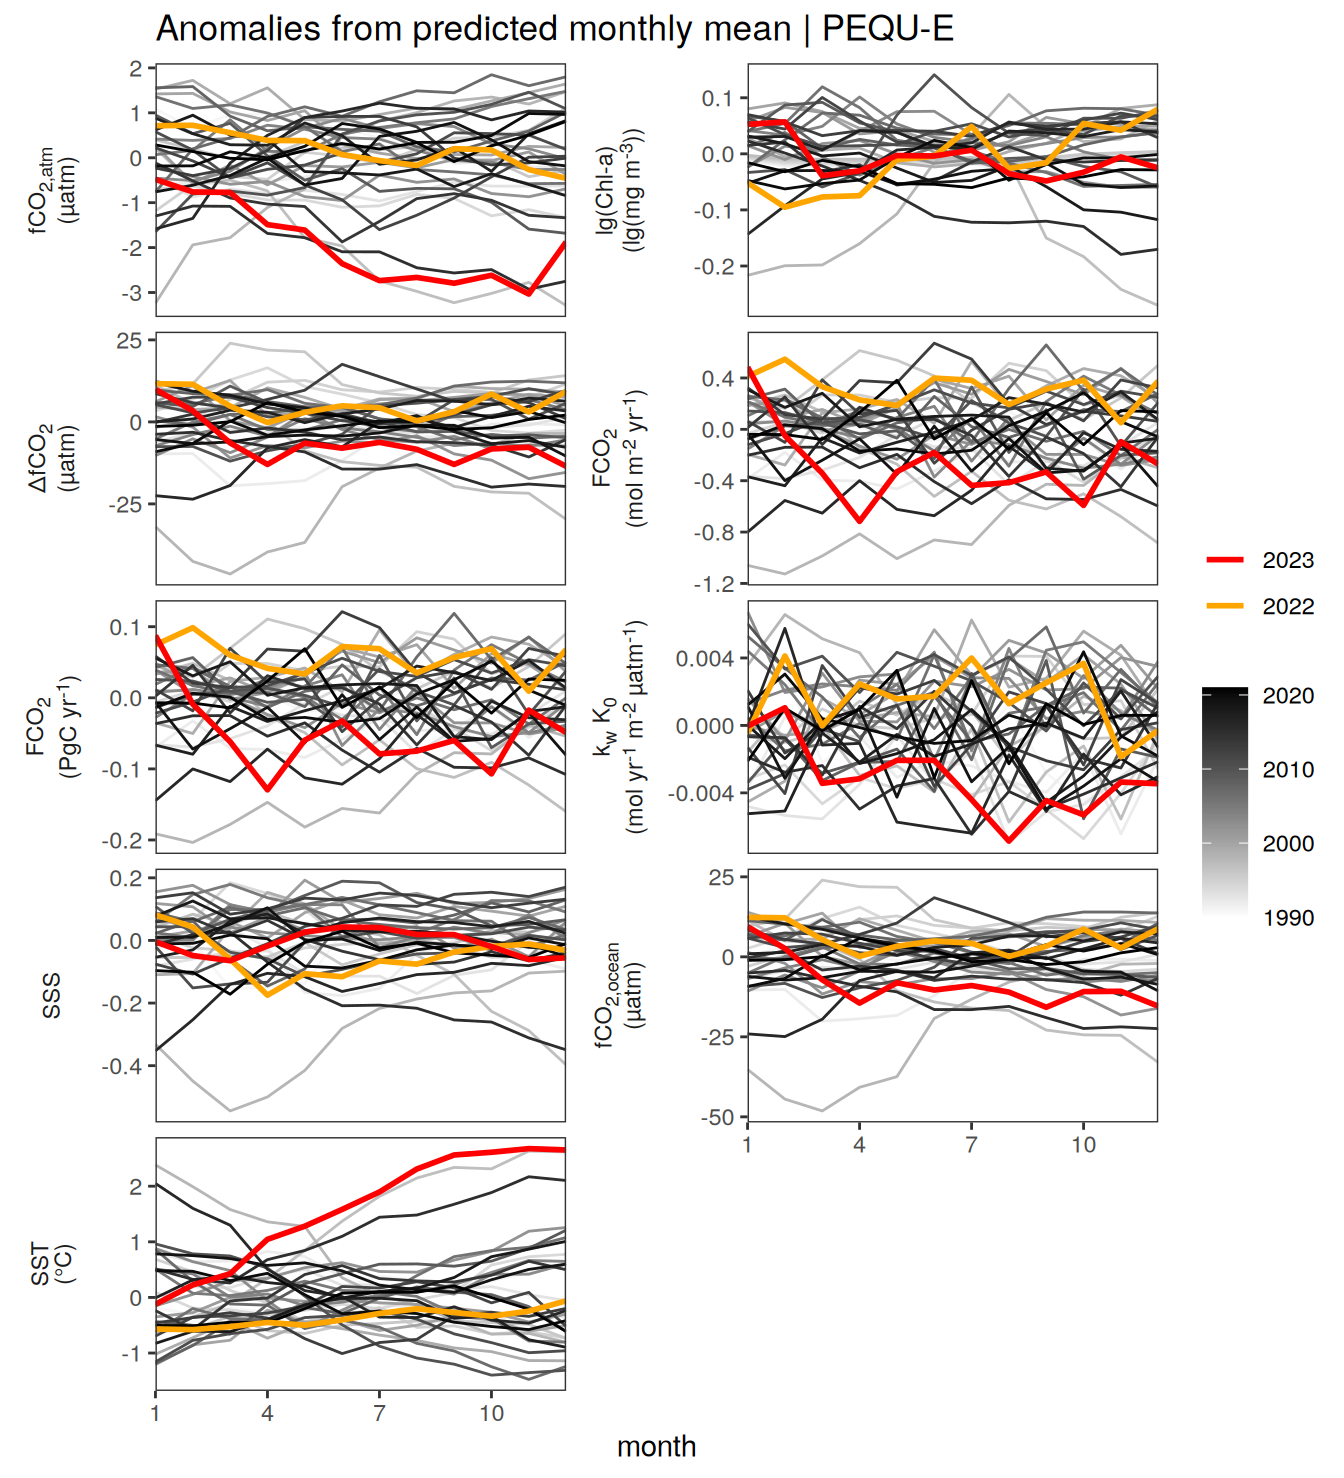 Anomalies from predicted monthly mean | PEQU-E
fCO2,atm
(µatm)
2
1
0
-1
-2
-3
lg(Chl-a)
(lg(mg m-3))
0.1
0.0
-0.1
-0.2
ΔfCO2
(µatm)
25
0
-25
FCO2
(mol m-2 yr-1)
0.4
0.0
-0.4
-0.8
-1.2
FCO2
(PgC yr-1)
0.1
0.0
-0.1
-0.2
kw K0
(mol yr-1 m-2 µatm-1)
0.004
0.000
-0.004
SSS
0.2
0.0
-0.2
-0.4
fCO2,ocean
(µatm)
25
0
-25
-50
1 4 7 10
SST
(°C)
2
1
0
-1
1 4 7 10
month
2023
2022
2020
2010
2000
1990